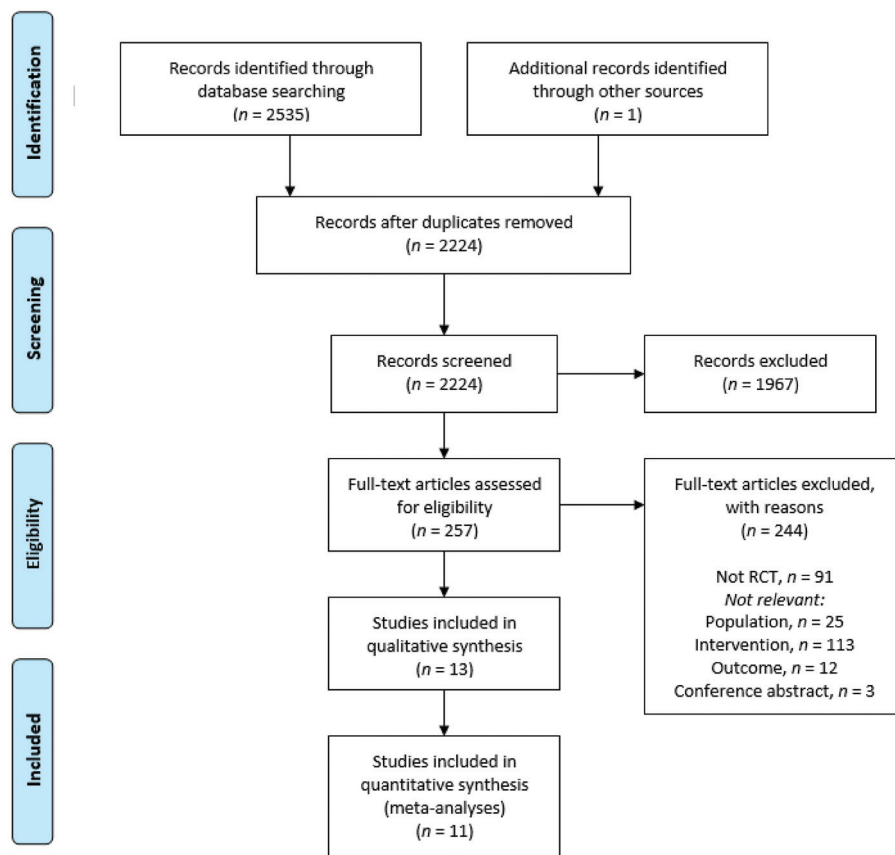 Identification
Records identified through
database searching
(n = 2535)
Additional records identified
through other sources
(n = 1)
Records after duplicates removed
(n = 2224)
Screening
Records screened
(n = 2224)
Records excluded
(n = 1967)
Eligibility
Full-text articles assessed
for eligibility
(n = 257)
Full-text articles excluded,
with reasons
(n = 244)
Not RCT, n = 91
Not relevant:
Population, n = 25
Intervention, n = 113
Outcome, n = 12
Conference abstract, n = 3
Studies included in
qualitative synthesis
(n = 13)
Included
Studies included in
quantitative synthesis
(meta-analyses)
(n = 11)